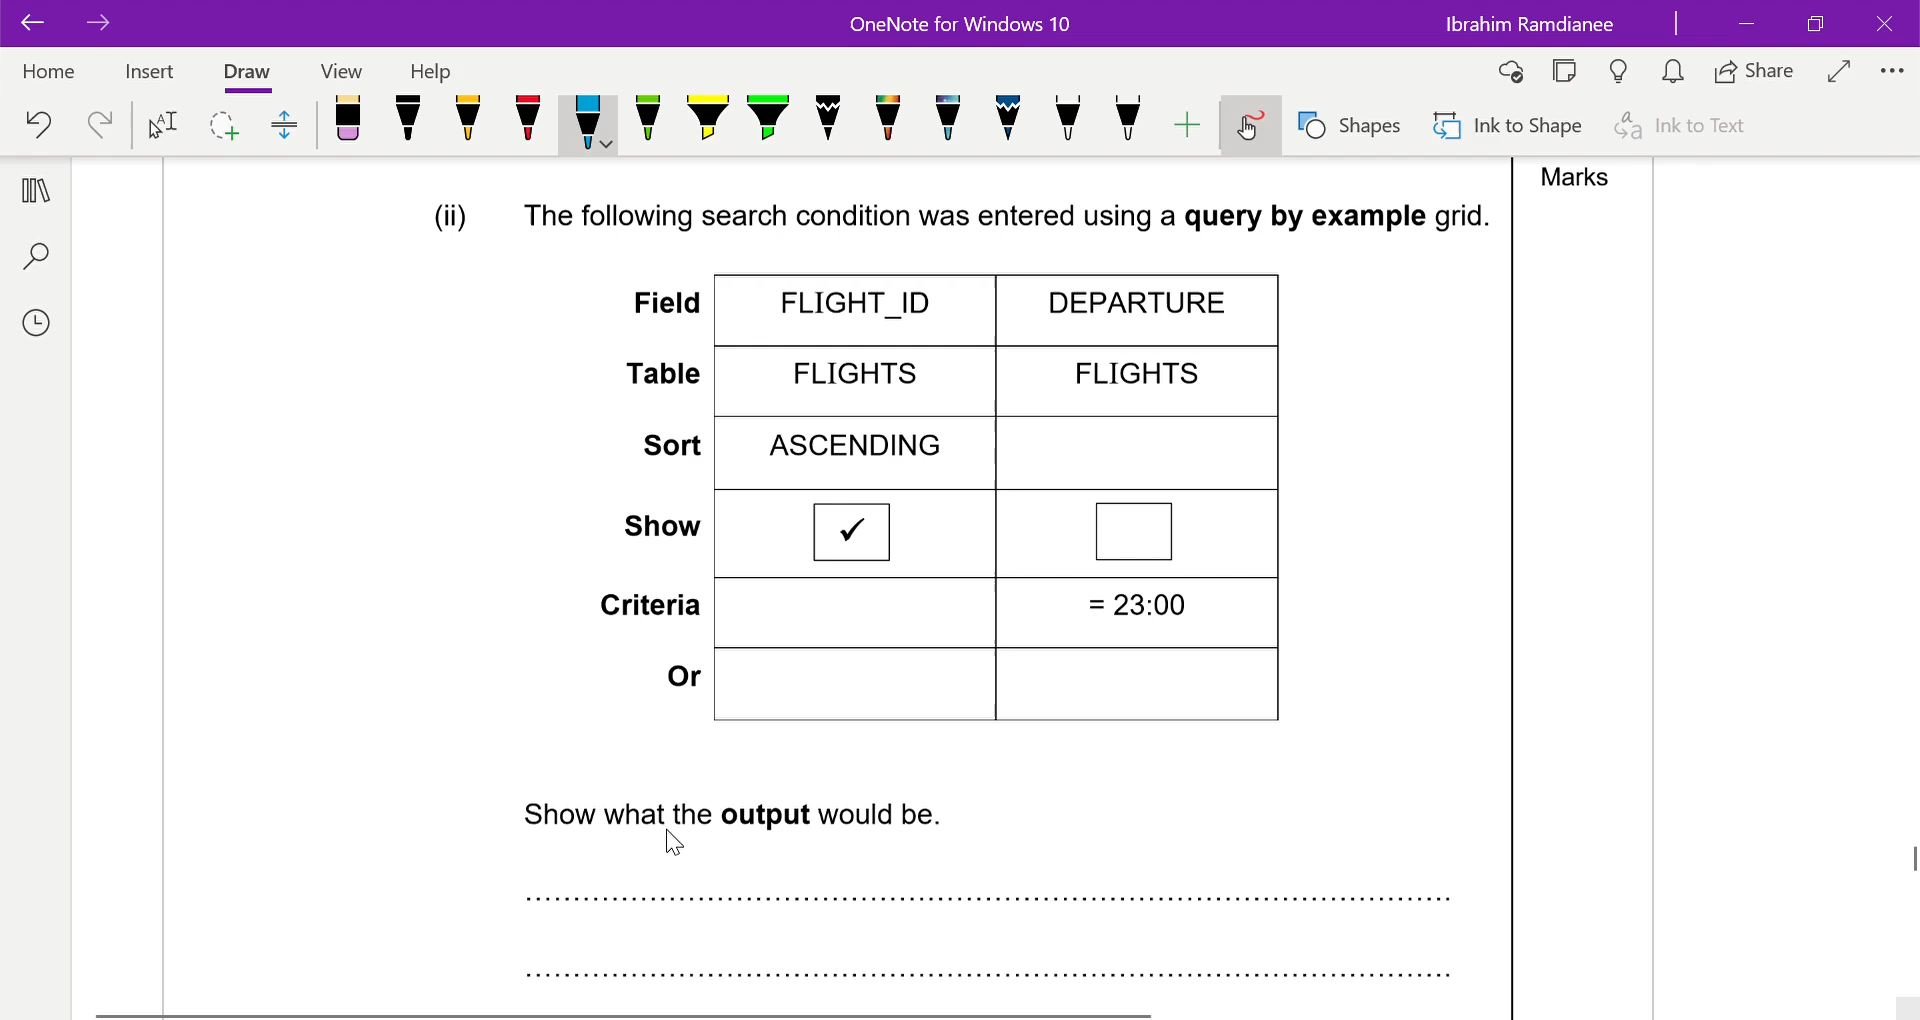 OneNote for Windows 10
Ibrahim Ramdianee
Home Insert Draw View Help
Share
Shapes
Ink to Shape
Ink to Text
Marks
(ii) The following search condition was entered using a query by example grid.
Field FLIGHT_ID DEPARTURE
Table FLIGHTS FLIGHTS
Sort ASCENDING
Show ✓
Criteria = 23:00
Or
Show what the output would be.